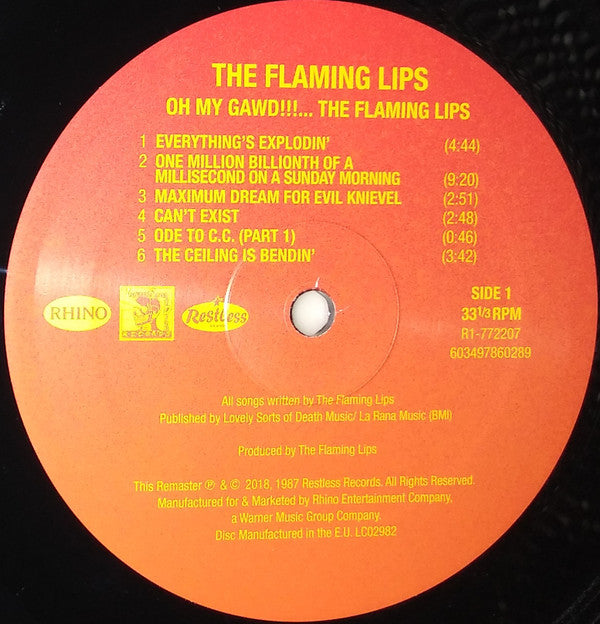 THE FLAMING LIPS
OH MY GAWD!!!... THE FLAMING LIPS
1 EVERYTHING'S EXPLODIN' (4:44)
2 ONE MILLION BILLIONTH OF A
MILLISECOND ON A SUNDAY MORNING (9:20)
3 MAXIMUM DREAM FOR EVIL KNIEVEL (2:51)
4 CAN'T EXIST (2:48)
5 ODE TO C.C. (PART 1) (0:46)
6 THE CEILING IS BENDIN' (3:42)
RHINO
RECORDS
Restless
SIDE 1
33 1/3 RPM
R1-772207
603497860289
All songs written by The Flaming Lips
Published by Lovely Sorts of Death Music/ La Rana Music (BMI)
Produced by The Flaming Lips
This Remaster ℗ & © 2018, 1987 Restless Records. All Rights Reserved.
Manufactured for & Marketed by Rhino Entertainment Company,
a Warner Music Group Company.
Disc Manufactured in the E.U. LC02982